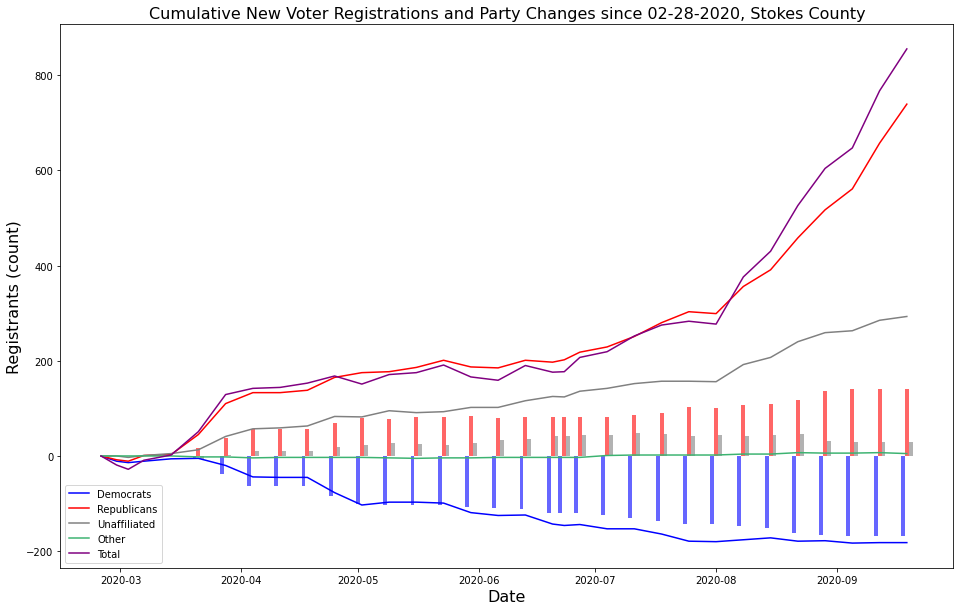 Cumulative New Voter Registrations and Party Changes since 02-28-2020, Stokes County
Registrants (count)
800
600
400
200
0
−200
Democrats
Republicans
Unaffiliated
Other
Total
2020-03 2020-04 2020-05 2020-06 2020-07 2020-08 2020-09
Date